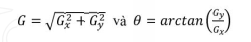 G = √(G_x^2 + G_y^2) và θ = arctan(G_y/G_x)